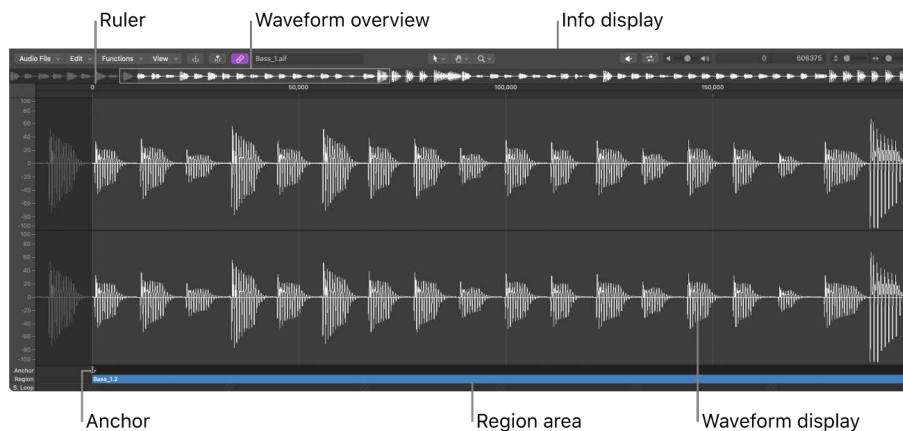 Ruler
Waveform overview
Info display
Audio File Edit Functions View Bass_1.aif 0 606375
0 50,000 100,000 150,000
100
80
60
40
20
0
-20
-40
-60
-80
-100
100
80
60
40
20
0
-20
-40
-60
-80
-100
Anchor
Region Bass_1.2
S. Loop
Anchor
Region area
Waveform display